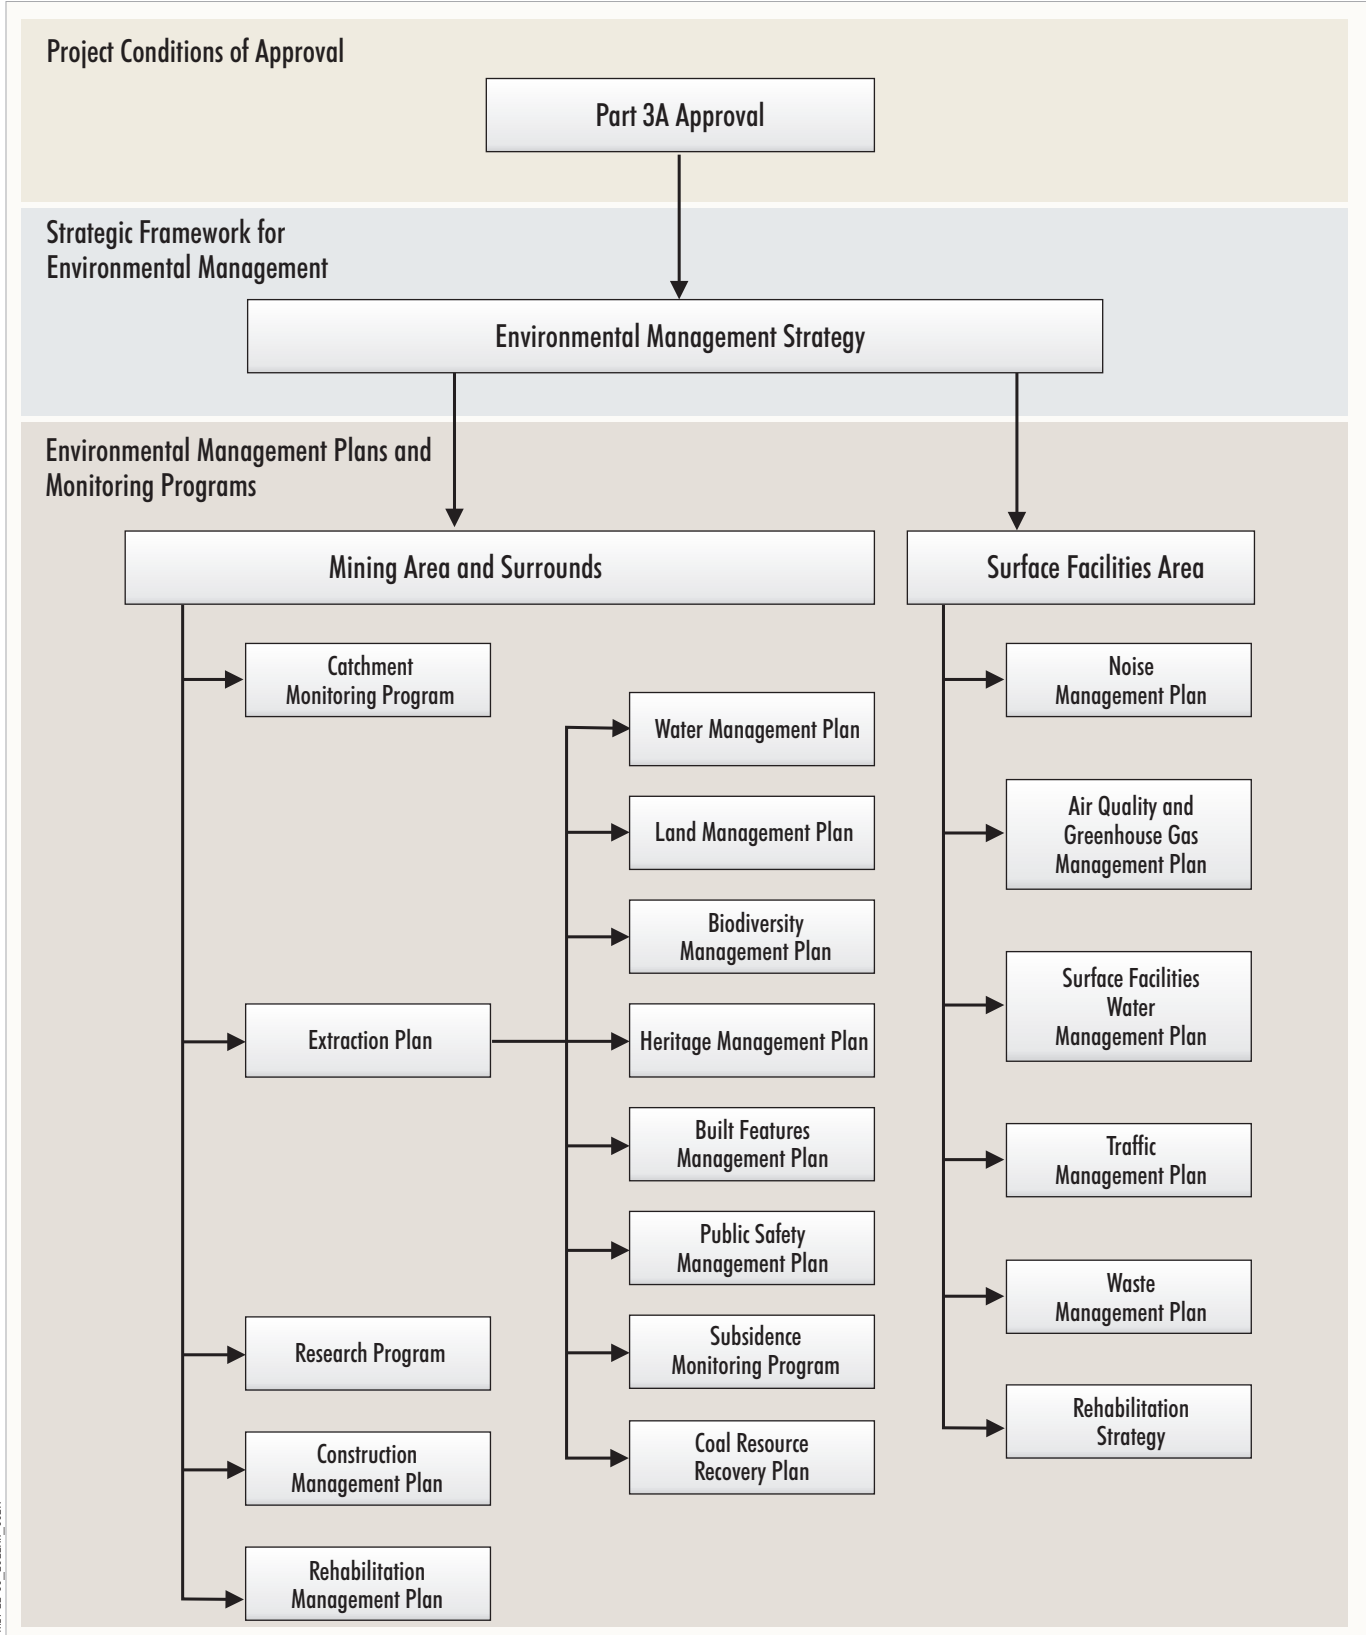 Project Conditions of Approval
Part 3A Approval
Strategic Framework for
Environmental Management
Environmental Management Strategy
Environmental Management Plans and
Monitoring Programs
Mining Area and Surrounds
Catchment
Monitoring Program
Extraction Plan
Research Program
Construction
Management Plan
Rehabilitation
Management Plan
Water Management Plan
Land Management Plan
Biodiversity
Management Plan
Heritage Management Plan
Built Features
Management Plan
Public Safety
Management Plan
Subsidence
Monitoring Program
Coal Resource
Recovery Plan
Surface Facilities Area
Noise
Management Plan
Air Quality and
Greenhouse Gas
Management Plan
Surface Facilities
Water
Management Plan
Traffic
Management Plan
Waste
Management Plan
Rehabilitation
Strategy